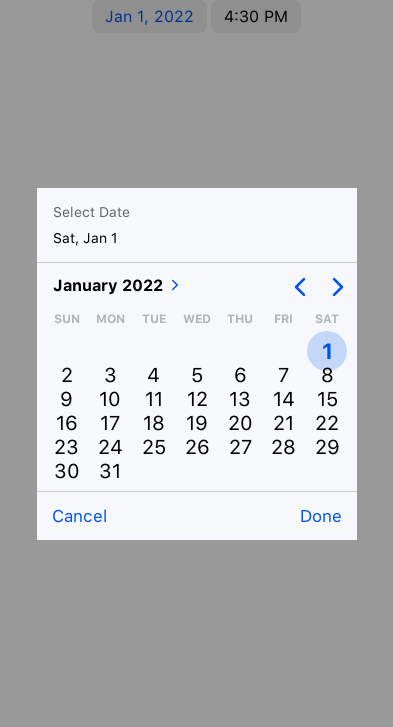 Jan 1, 2022 4:30 PM
Select Date
Sat, Jan 1
January 2022
SUN MON TUE WED THU FRI SAT
1
2 3 4 5 6 7 8
9 10 11 12 13 14 15
16 17 18 19 20 21 22
23 24 25 26 27 28 29
30 31
Cancel Done